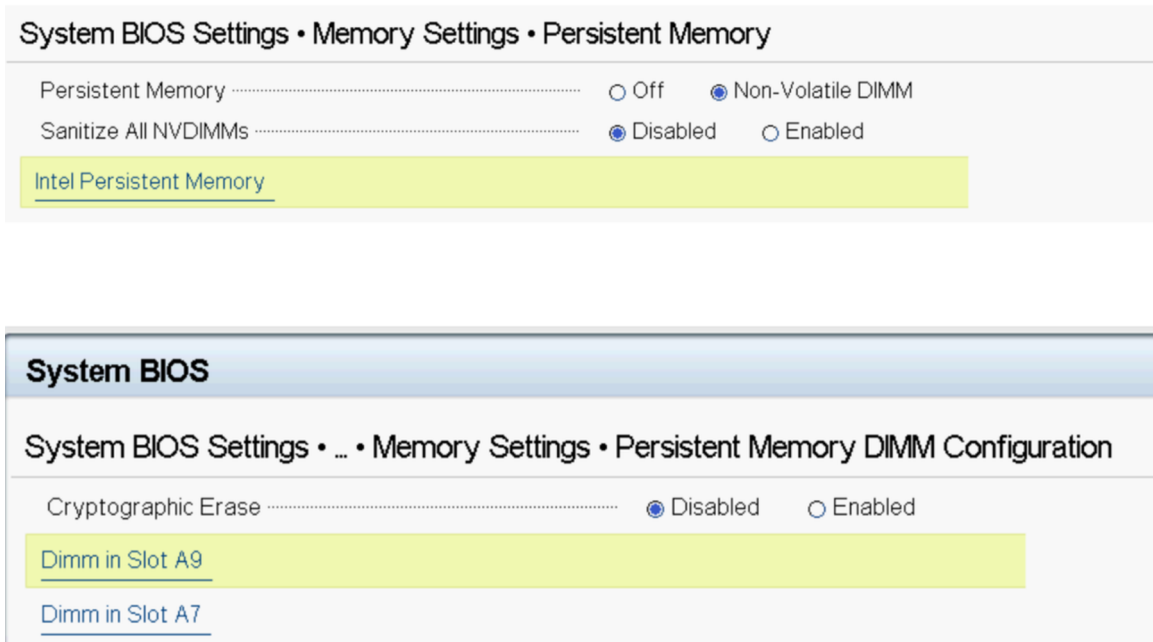 System BIOS Settings • Memory Settings • Persistent Memory
Persistent Memory Off Non-Volatile DIMM
Sanitize All NVDIMMs Disabled Enabled
Intel Persistent Memory
System BIOS
System BIOS Settings • ... • Memory Settings • Persistent Memory DIMM Configuration
Cryptographic Erase Disabled Enabled
Dimm in Slot A9
Dimm in Slot A7